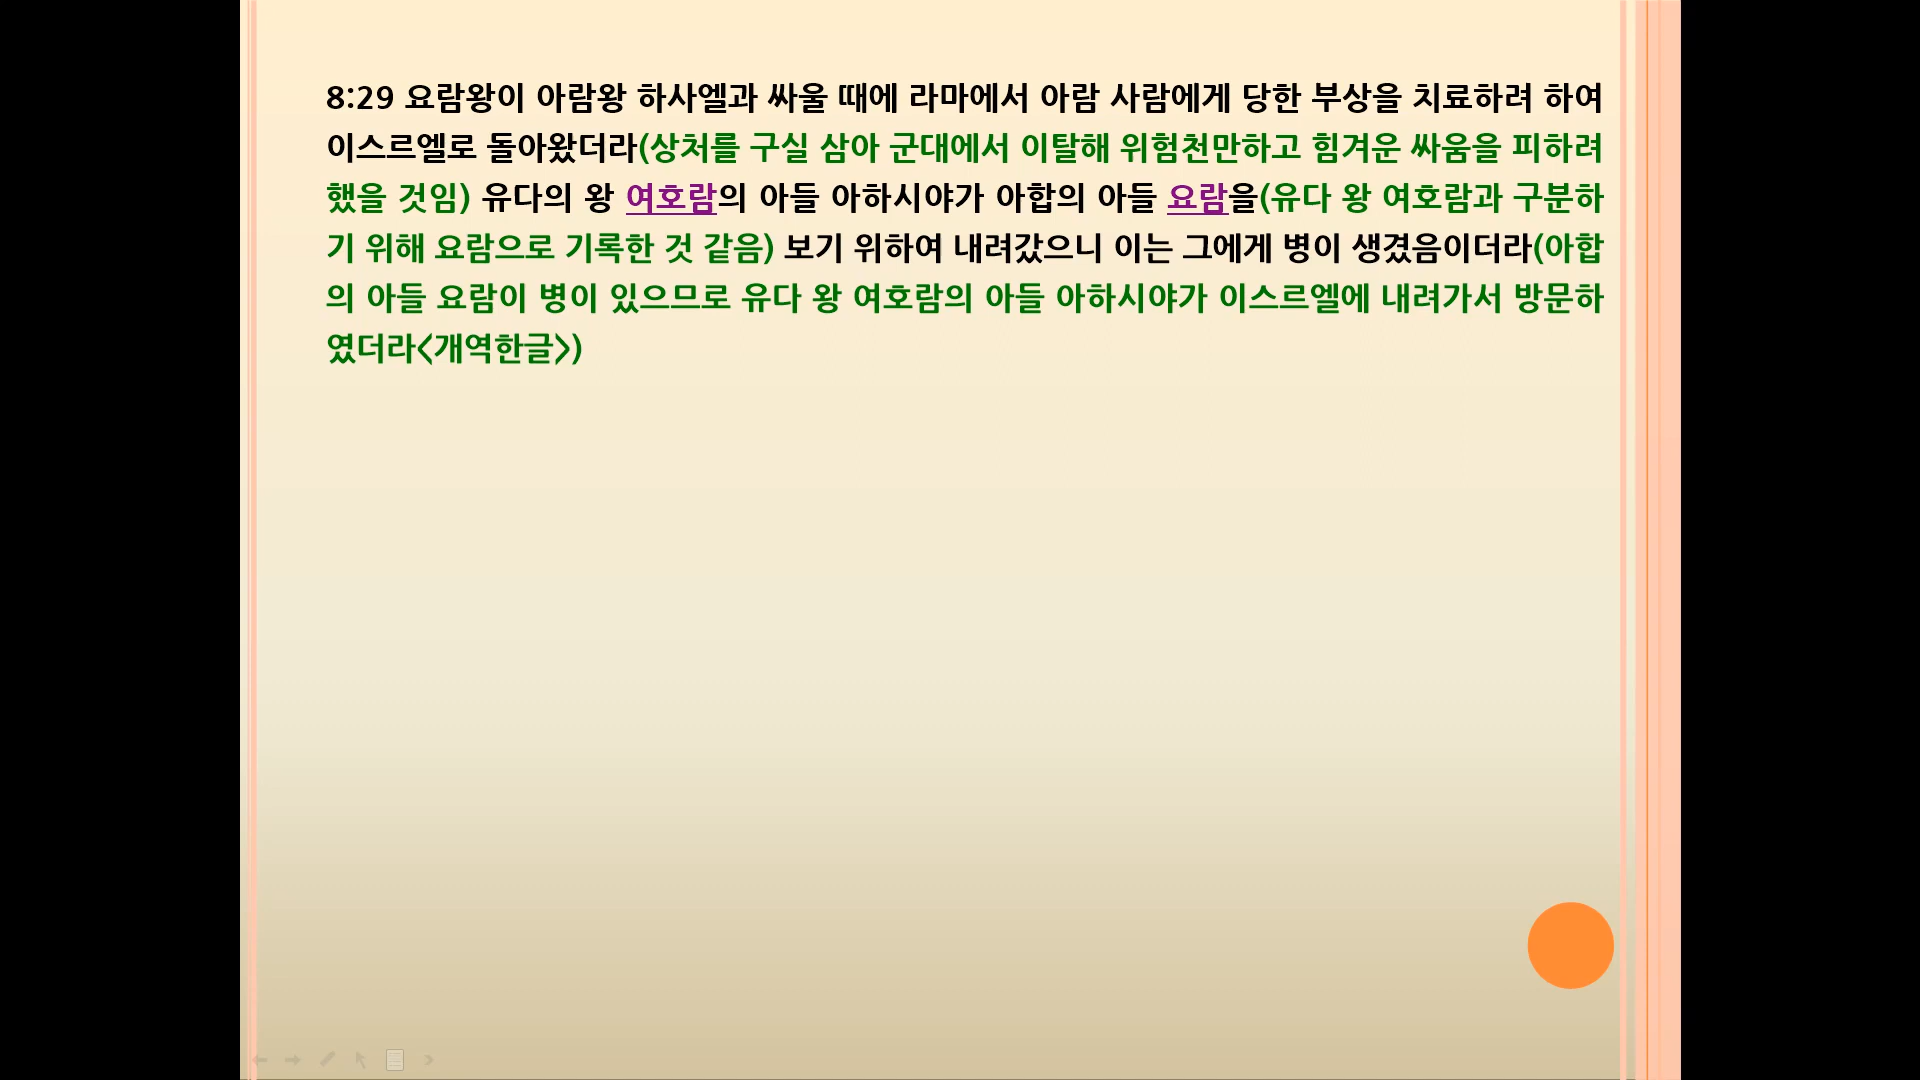 8:29 요람왕이 아람왕 하사엘과 싸울 때에 라마에서 아람 사람에게 당한 부상을 치료하려 하여
이스르엘로 돌아왔더라(상처를 구실 삼아 군대에서 이탈해 위험천만하고 힘겨운 싸움을 피하려
했을 것임) 유다의 왕 여호람의 아들 아하시야가 아합의 아들 요람을(유다 왕 여호람과 구분하
기 위해 요람으로 기록한 것 같음) 보기 위하여 내려갔으니 이는 그에게 병이 생겼음이더라(아합
의 아들 요람이 병이 있으므로 유다 왕 여호람의 아들 아하시야가 이스르엘에 내려가서 방문하
였더라<개역한글>)